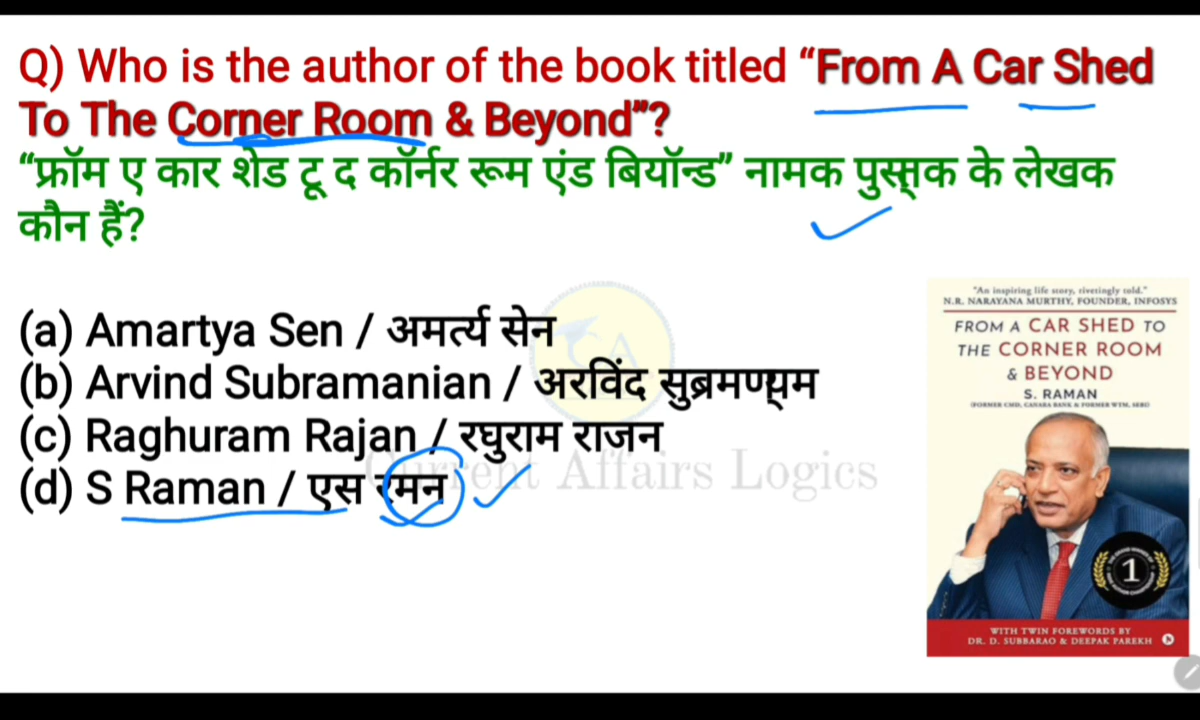 Q) Who is the author of the book titled “From A Car Shed
To The Corner Room & Beyond”?
“फ्रॉम ए कार शेड टू द कॉर्नर रूम एंड बियॉन्ड” नामक पुस्तक के लेखक
कौन हैं?
(a) Amartya Sen / अमर्त्य सेन
(b) Arvind Subramanian / अरविंद सुब्रमण्यम
(c) Raghuram Rajan / रघुराम राजन
(d) S Raman / एस रमन
Current Affairs Logics
"An inspiring life story, rivetingly told."
N.R. NARAYANA MURTHY, FOUNDER, INFOSYS
FROM A CAR SHED TO
THE CORNER ROOM
& BEYOND
S. RAMAN
(FORMER CMD, CANARA BANK & FORMER WTM, SEBI)
1
WITH TWIN FOREWORDS BY
DR. D. SUBBARAO & DEEPAK PAREKH